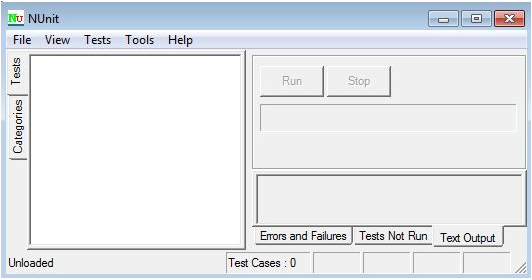 NU NUnit
File View Tests Tools Help
Tests
Categories
Run Stop
Errors and Failures Tests Not Run Text Output
Unloaded Test Cases : 0